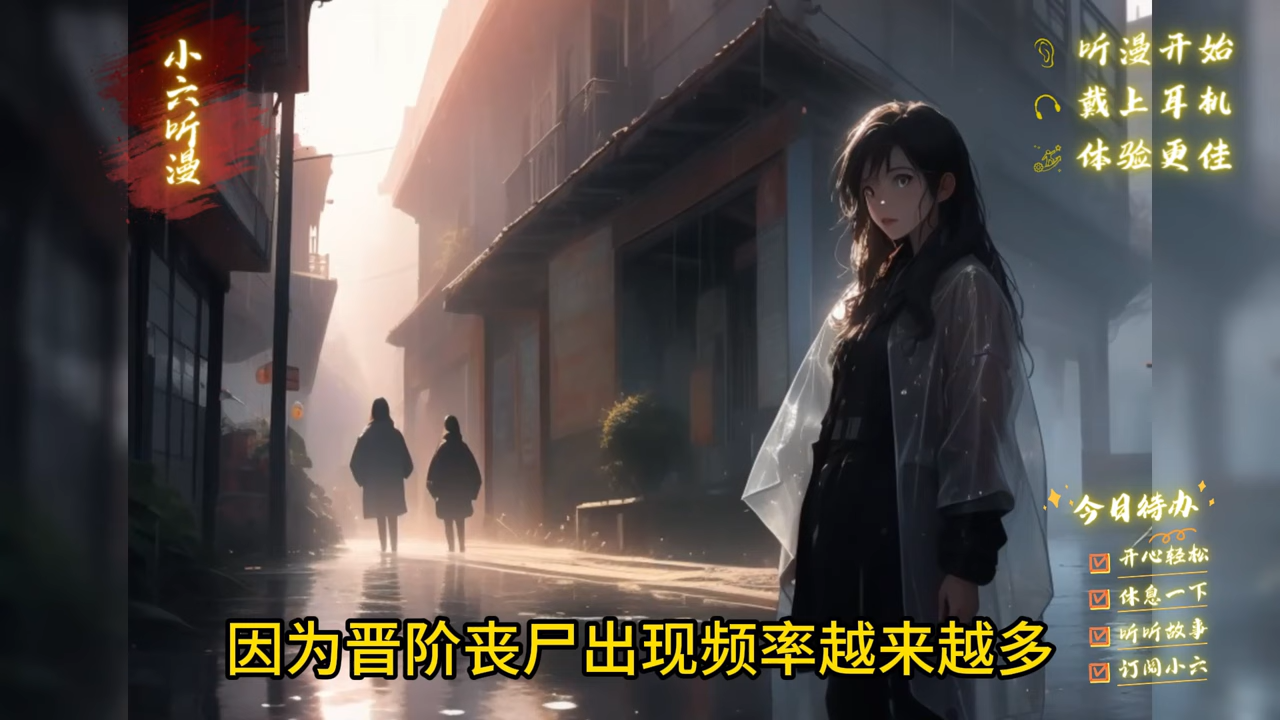 小六听漫
听漫开始
戴上耳机
体验更佳
今日待办
开心轻松
休息一下
听听故事
订阅小六
因为晋阶丧尸出现频率越来越多